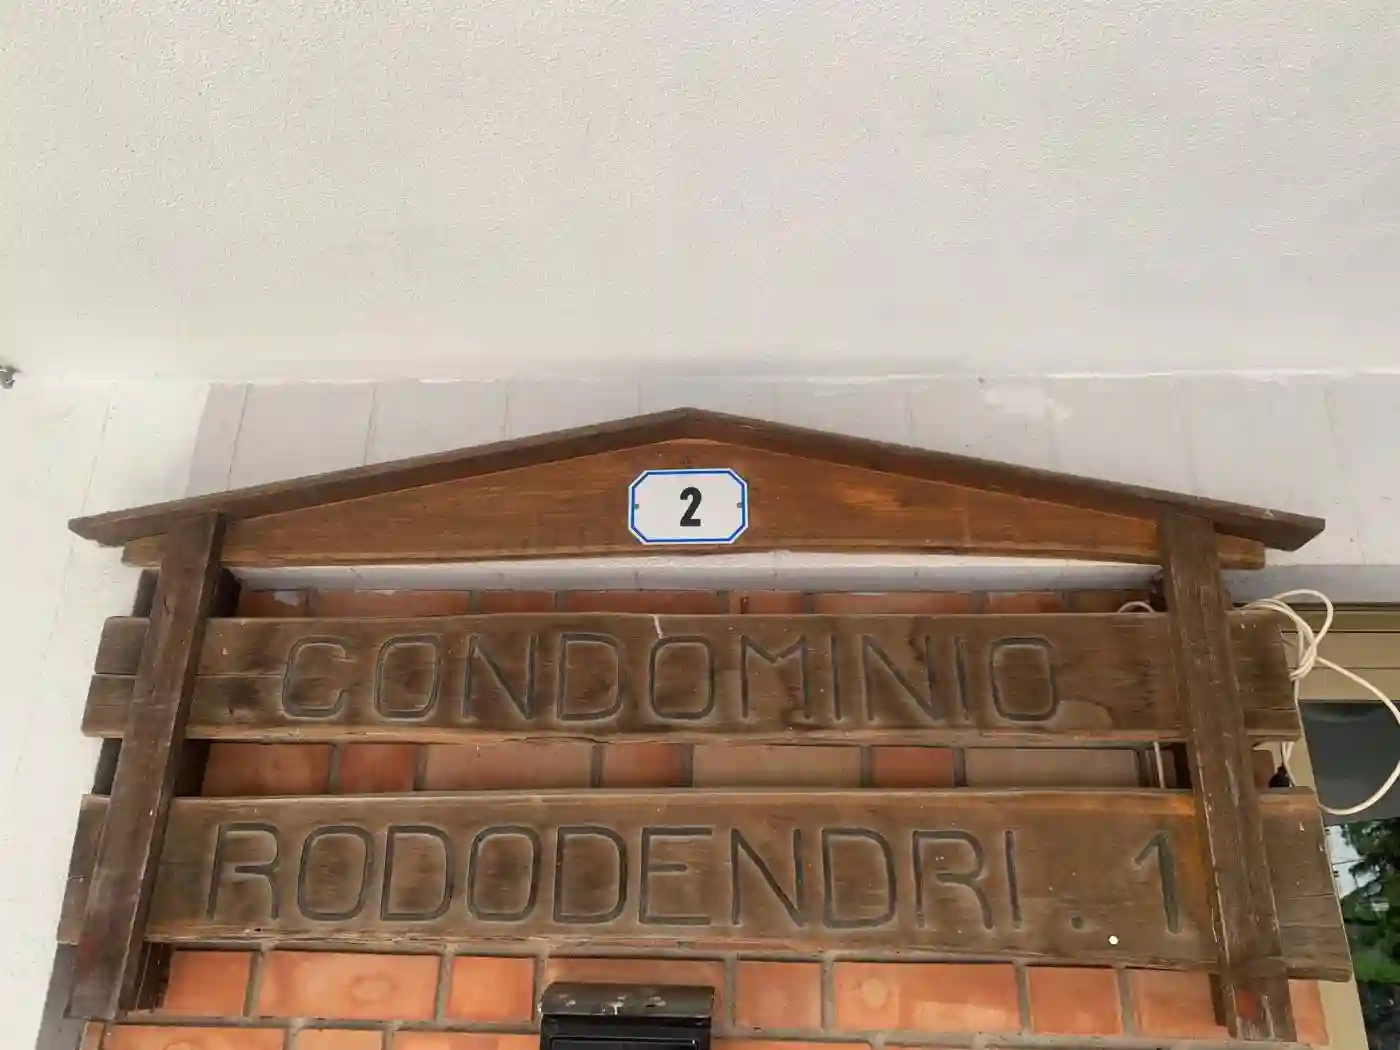 2
CONDOMINIO
RODODENDRI . 1